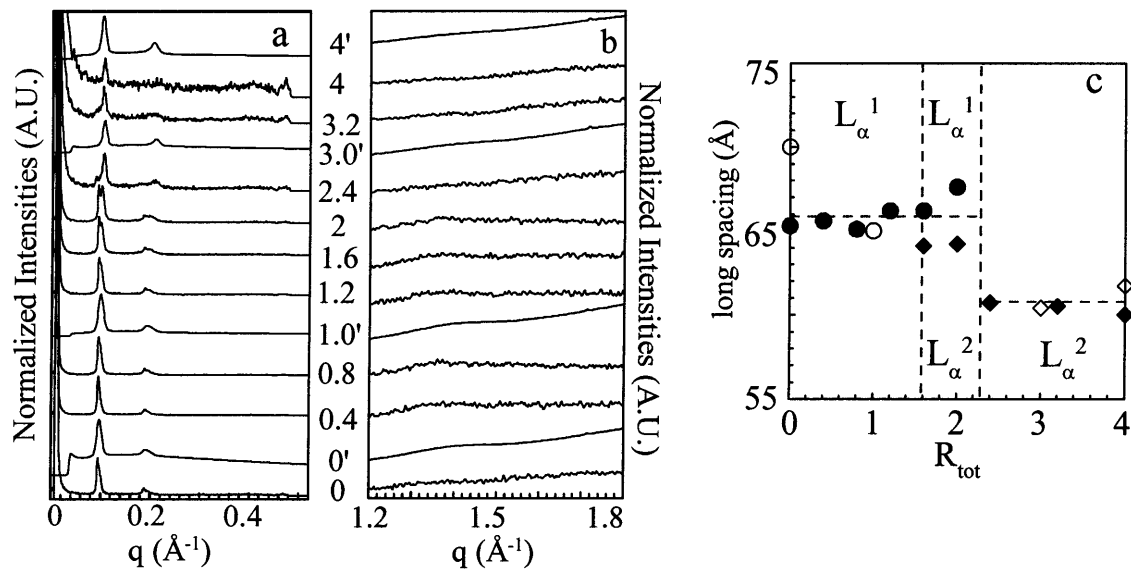 a
Normalized Intensities (A.U.)
0 0.2 0.4
q (Å⁻¹)
4'
4
3.2
3.0'
2.4
2
1.6
1.2
1.0'
0.8
0.4
0'
0
b
Normalized Intensities (A.U.)
1.2 1.5 1.8
q (Å⁻¹)
c
long spacing (Å)
75
65
55
Lα¹ Lα¹
Lα² Lα²
0 1 2 3 4
Rtot